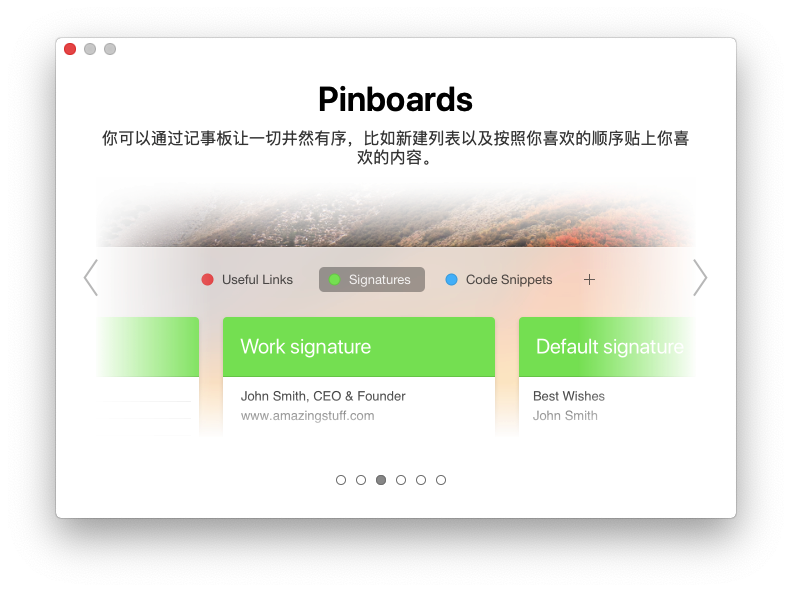 Pinboards
你可以通过记事板让一切井然有序，比如新建列表以及按照你喜欢的顺序贴上你喜
欢的内容。
Useful Links
Signatures
Code Snippets
Work signature
Default signature
John Smith, CEO & Founder
Best Wishes
www.amazingstuff.com
John Smith